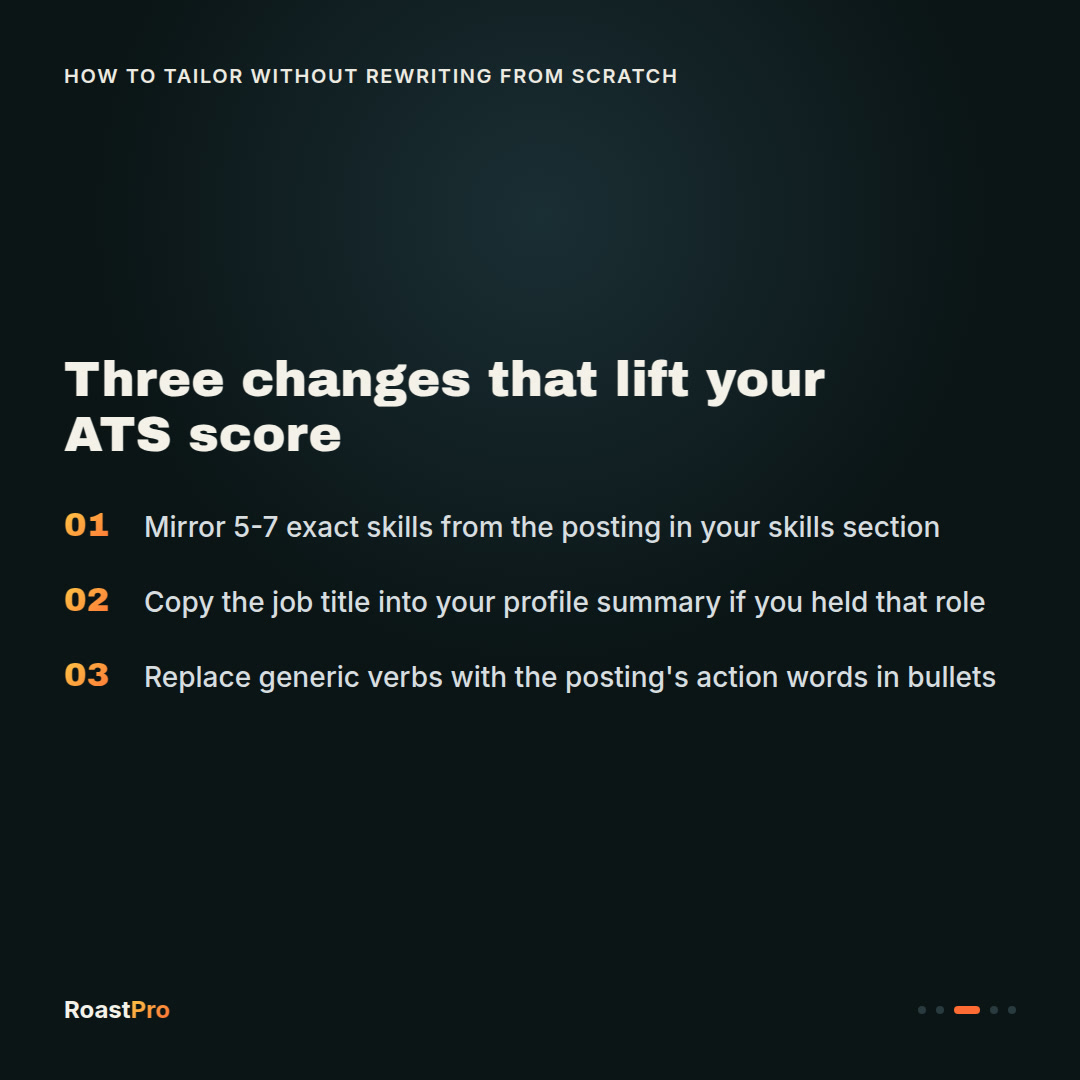 HOW TO TAILOR WITHOUT REWRITING FROM SCRATCH
Three changes that lift your
ATS score
01 Mirror 5-7 exact skills from the posting in your skills section
02 Copy the job title into your profile summary if you held that role
03 Replace generic verbs with the posting's action words in bullets
RoastPro